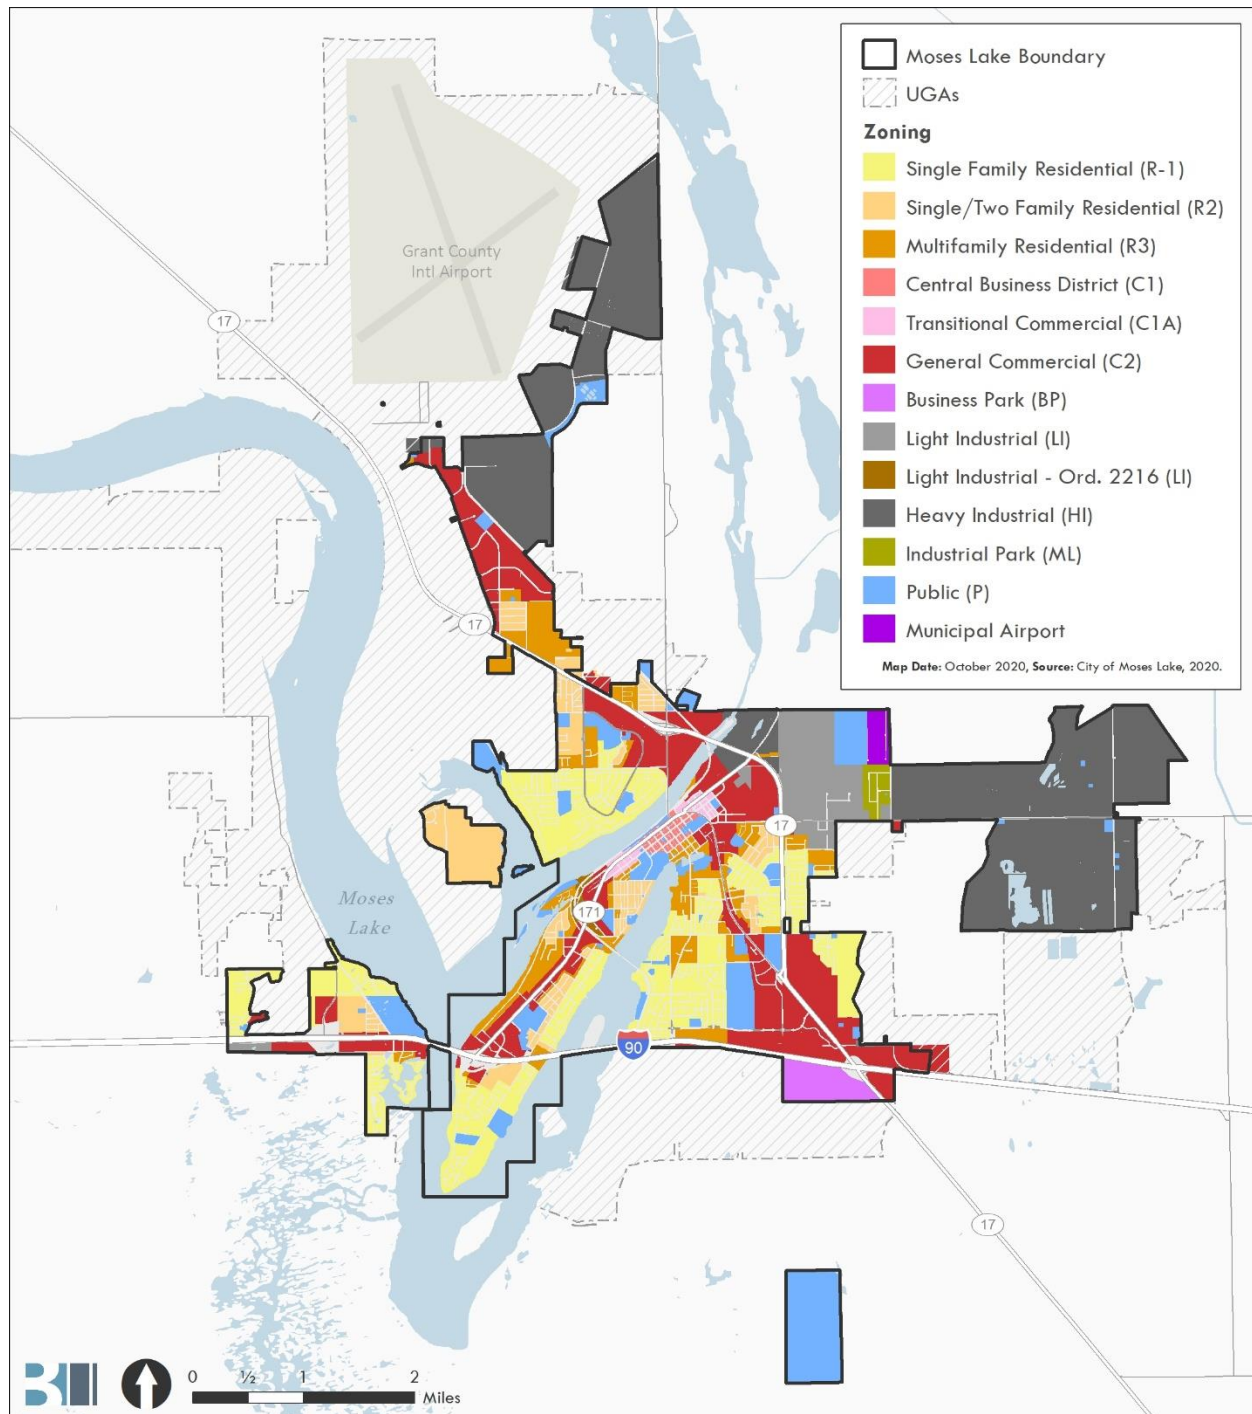 Moses Lake Boundary
UGAs
Zoning
Single Family Residential (R-1)
Single/Two Family Residential (R2)
Multifamily Residential (R3)
Central Business District (C1)
Transitional Commercial (C1A)
General Commercial (C2)
Business Park (BP)
Light Industrial (LI)
Light Industrial - Ord. 2216 (LI)
Heavy Industrial (HI)
Industrial Park (ML)
Public (P)
Municipal Airport
Map Date: October 2020, Source: City of Moses Lake, 2020.
Grant County
Intl Airport
17
17
17
171
Moses
Lake
90
17
0 ½ 1 2
Miles